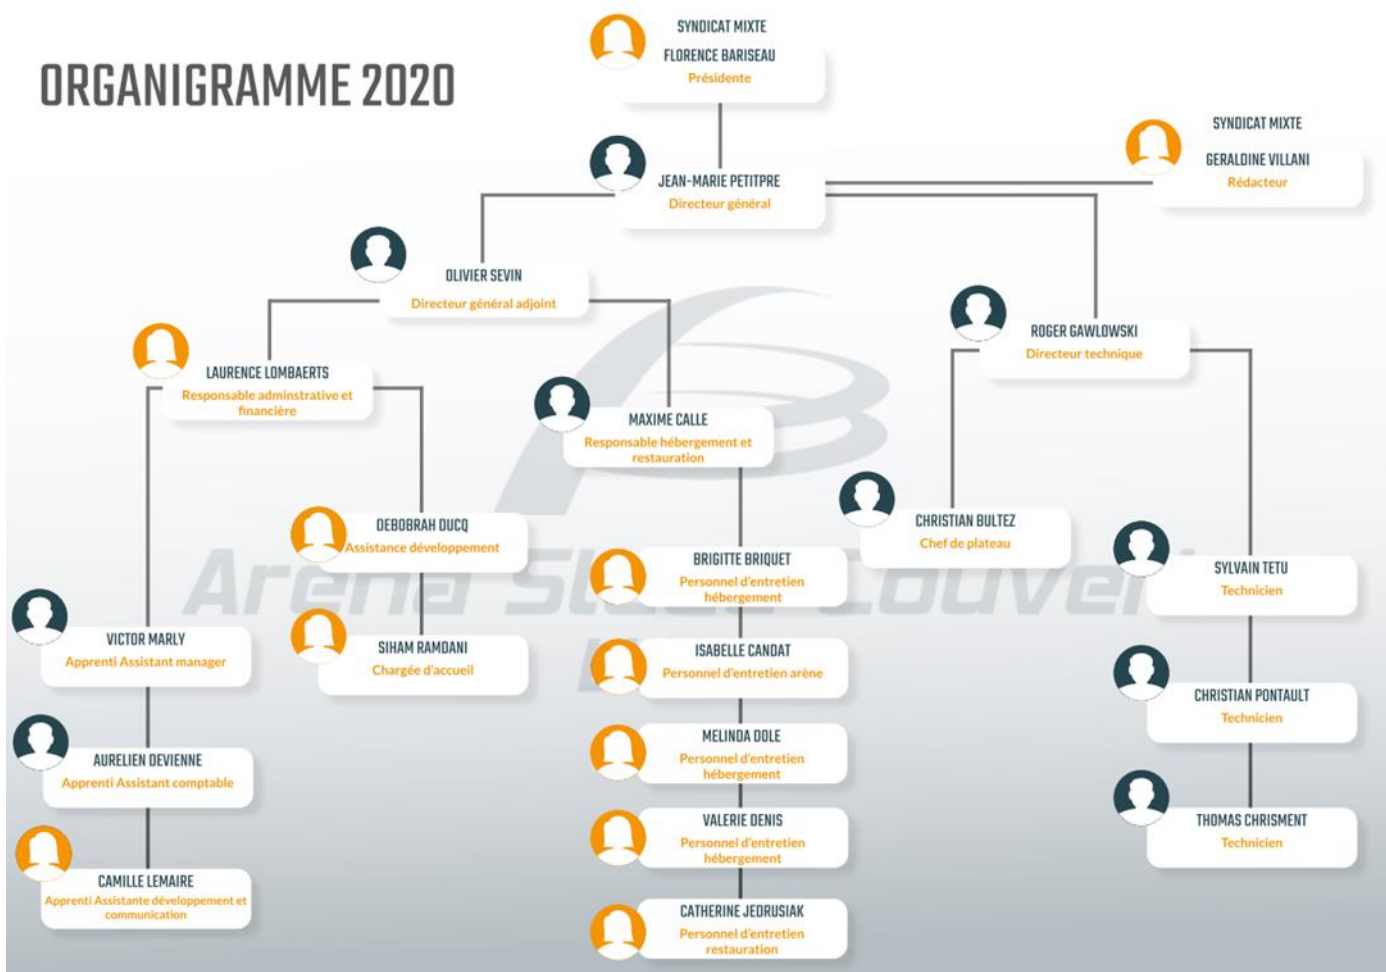 ORGANIGRAMME 2020
SYNDICAT MIXTE
FLORENCE BARISEAU
Présidente
SYNDICAT MIXTE
GERALDINE VILLANI
Rédacteur
JEAN-MARIE PETITPRE
Directeur général
OLIVIER SEVIN
Directeur général adjoint
ROGER GAWLOWSKI
Directeur technique
LAURENCE LOMBAERTS
Responsable adminstrative et
financière
MAXIME CALLE
Responsable hébergement et
restauration
DEBOBRAH DUCQ
Assistance développement
CHRISTIAN BULTEZ
Chef de plateau
BRIGITTE BRIQUET
Personnel d'entretien
hébergement
SYLVAIN TETU
Technicien
Arena Stade Couvert
VICTOR MARLY
Apprenti Assistant manager
SIHAM RAMDANI
Chargée d'accueil
ISABELLE CANDAT
Personnel d'entretien arène
CHRISTIAN PONTAULT
Technicien
AURELIEN DEVIENNE
Apprenti Assistant comptable
MELINDA DOLE
Personnel d'entretien
hébergement
VALERIE DENIS
Personnel d'entretien
hébergement
THOMAS CHRISMENT
Technicien
CAMILLE LEMAIRE
Apprenti Assistante développement et
communication
CATHERINE JEDRUSIAK
Personnel d'entretien
restauration